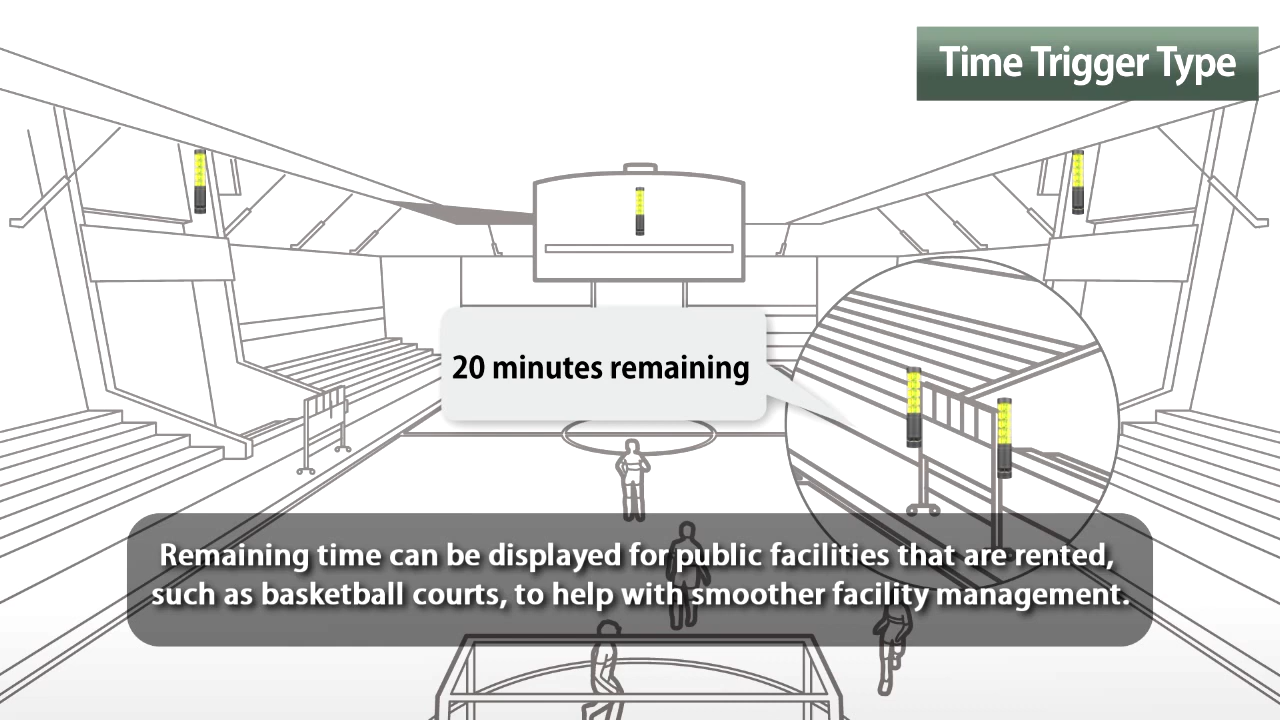 Time Trigger Type
20 minutes remaining
Remaining time can be displayed for public facilities that are rented,
such as basketball courts, to help with smoother facility management.